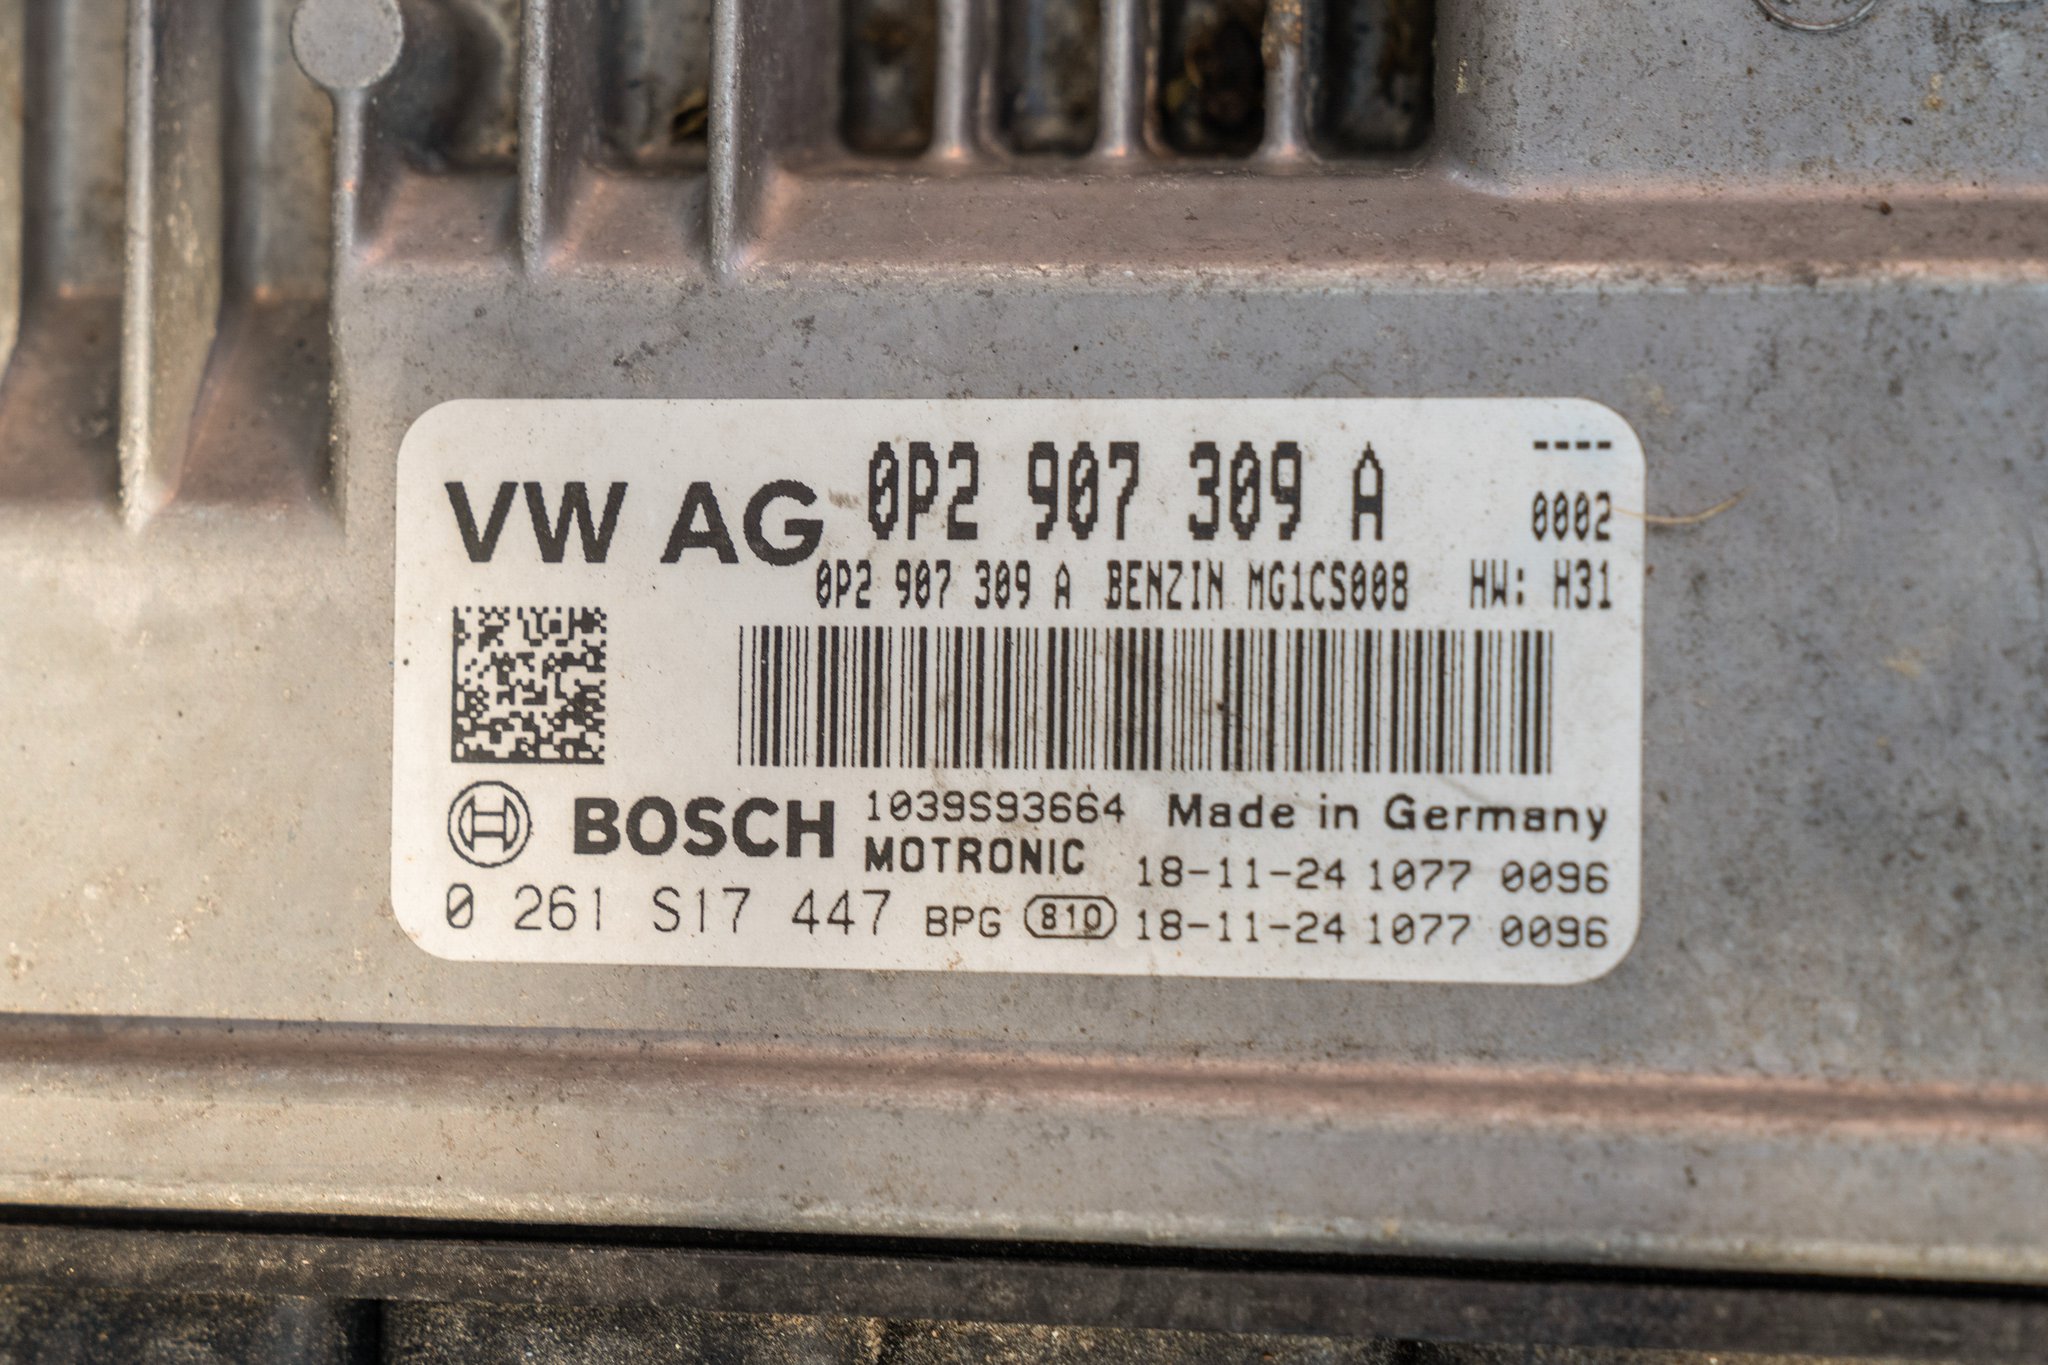 VW AG 0P2 907 309 A ----
0002
0P2 907 309 A BENZIN MG1CS008 HW: H31
BOSCH 1039S93664 Made in Germany
MOTRONIC 18-11-24 1077 0096
0 261 S17 447 BPG 810 18-11-24 1077 0096